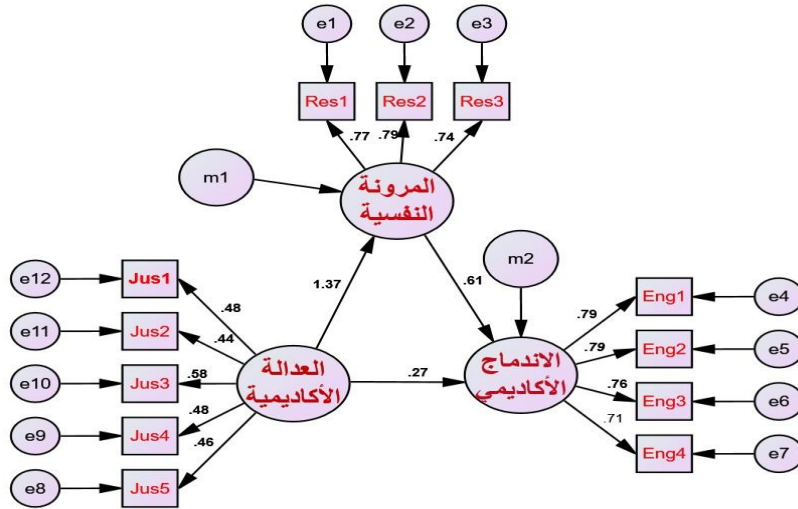 e1
e2
e3
Res1
Res2
Res3
.77
.79
.74
m1
المرونة
النفسية
m2
1.37
.61
e12
Jus1
.48
e11
Jus2
.44
e10
Jus3
.58
e9
Jus4
.48
e8
Jus5
.46
العدالة
الأكاديمية
.27
الاندماج
الأكاديمي
.79
Eng1
e4
.79
Eng2
e5
.76
Eng3
e6
.71
Eng4
e7